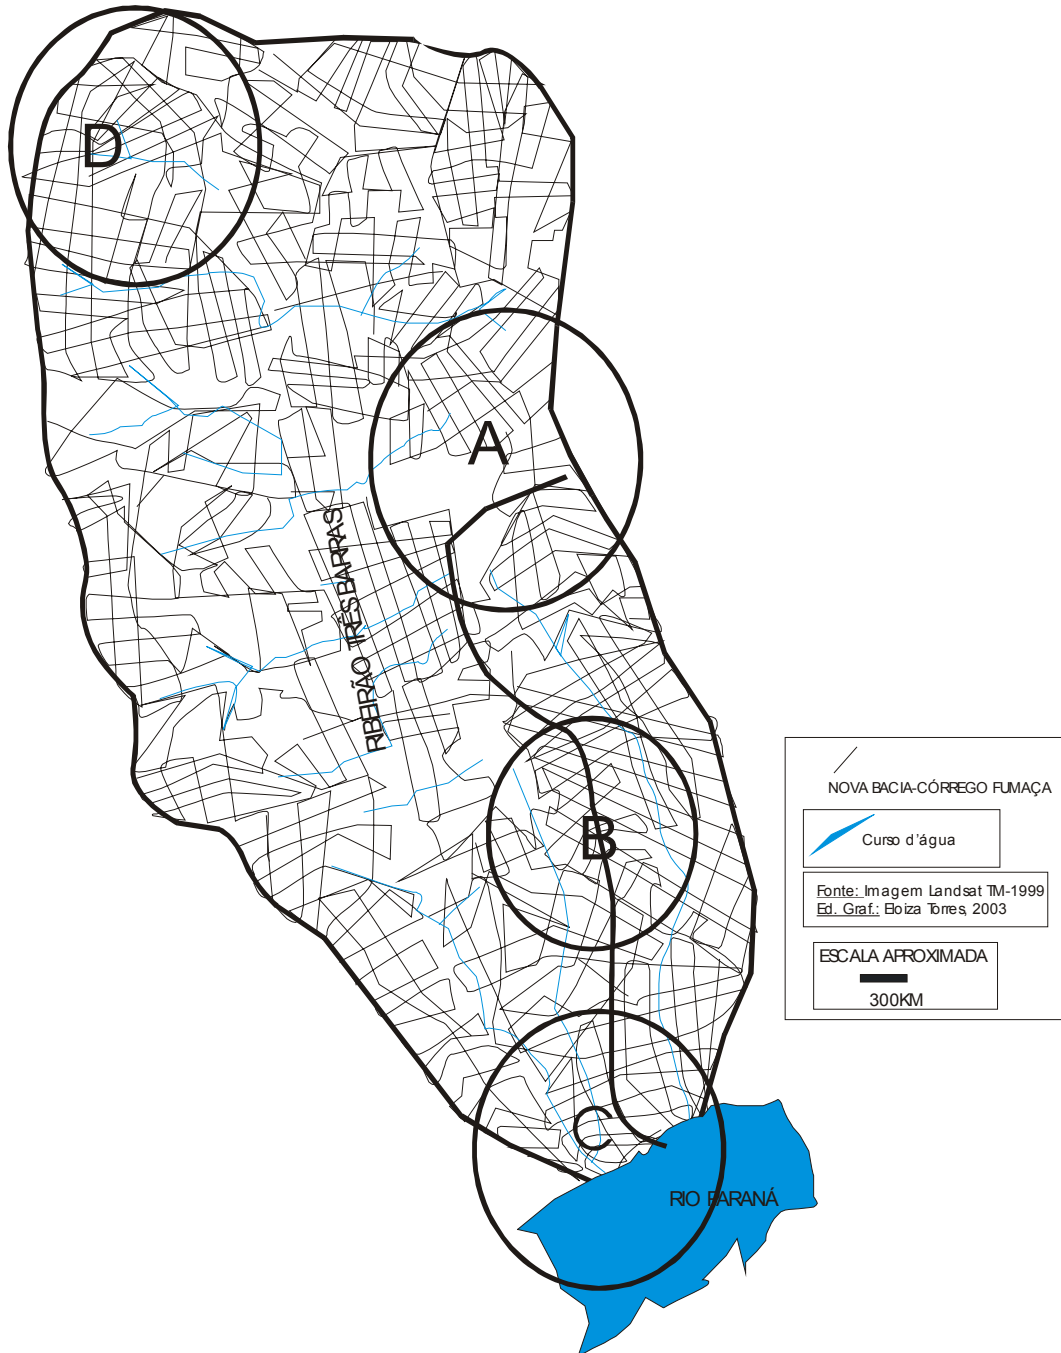 D
A
RIBEIRÃO TRÊS BARRAS
B
C
RIO PARANÁ
NOVA BACIA-CÓRREGO FUMAÇA
Curso d'água
Fonte: Imagem Landsat TM-1999
Ed. Graf.: Eloiza Torres, 2003
ESCALA APROXIMADA
300KM